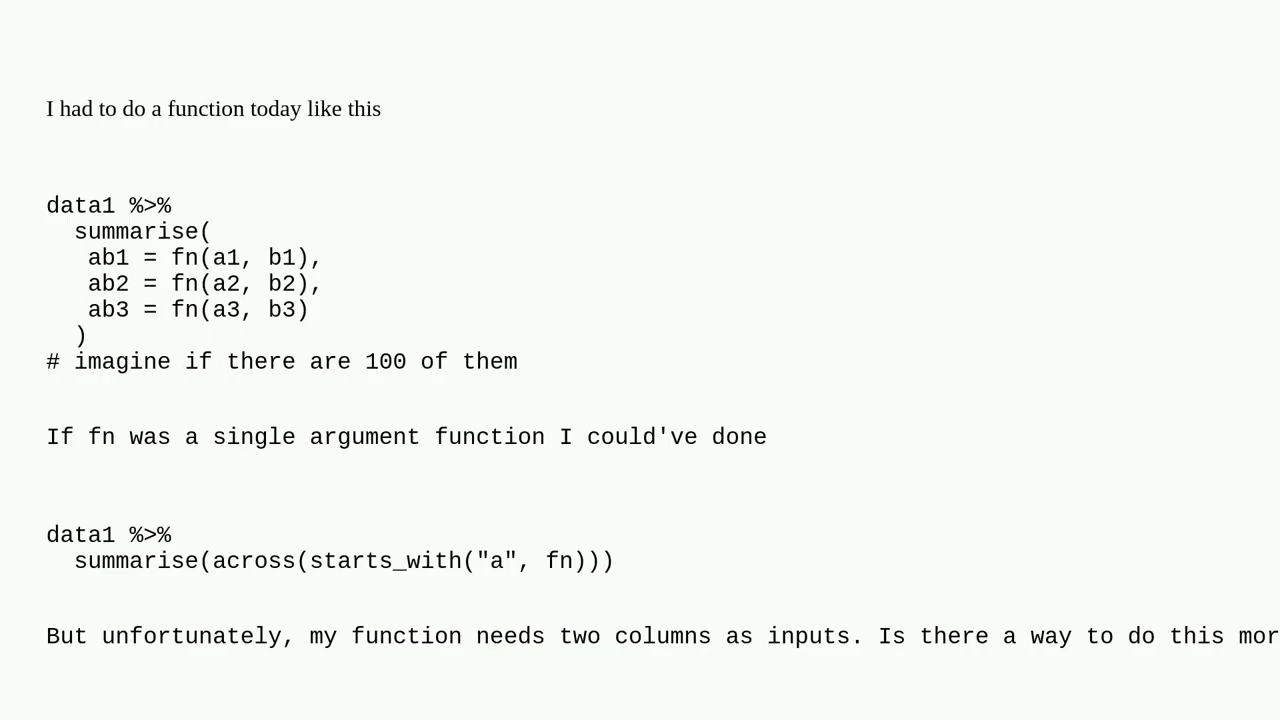 I had to do a function today like this
data1 %>%
  summarise(
   ab1 = fn(a1, b1),
   ab2 = fn(a2, b2),
   ab3 = fn(a3, b3)
  )
# imagine if there are 100 of them
If fn was a single argument function I could've done
data1 %>%
  summarise(across(starts_with("a", fn)))
But unfortunately, my function needs two columns as inputs. Is there a way to do this mor